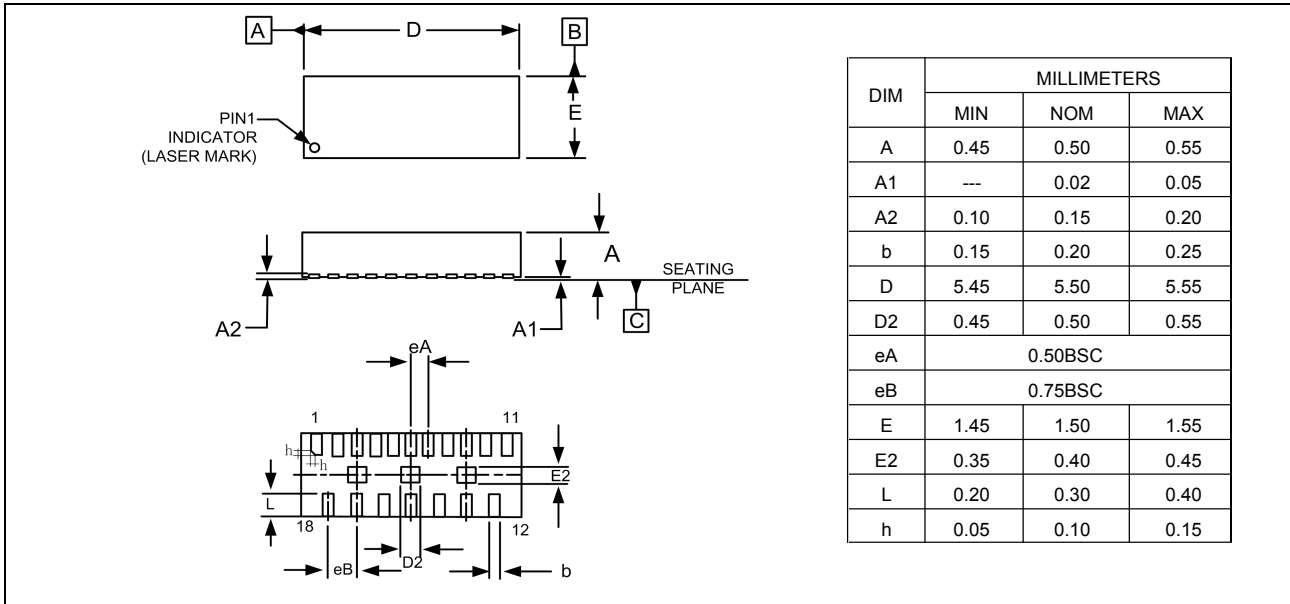 A
D
B
E
PIN1
INDICATOR
(LASER MARK)
A
SEATING
PLANE
A2
A1
C
eA
1
11
h
h
E2
L
18
12
eB
D2
b
DIM MILLIMETERS
MIN NOM MAX
A 0.45 0.50 0.55
A1 --- 0.02 0.05
A2 0.10 0.15 0.20
b 0.15 0.20 0.25
D 5.45 5.50 5.55
D2 0.45 0.50 0.55
eA 0.50BSC
eB 0.75BSC
E 1.45 1.50 1.55
E2 0.35 0.40 0.45
L 0.20 0.30 0.40
h 0.05 0.10 0.15